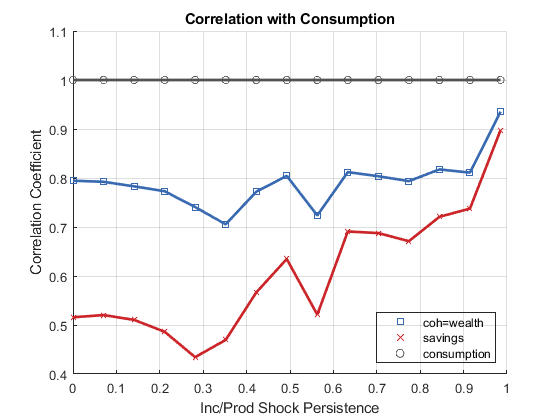 Correlation with Consumption
Correlation Coefficient
1.1
1
0.9
0.8
0.7
0.6
0.5
0.4
0 0.1 0.2 0.3 0.4 0.5 0.6 0.7 0.8 0.9 1
Inc/Prod Shock Persistence
coh=wealth
savings
consumption